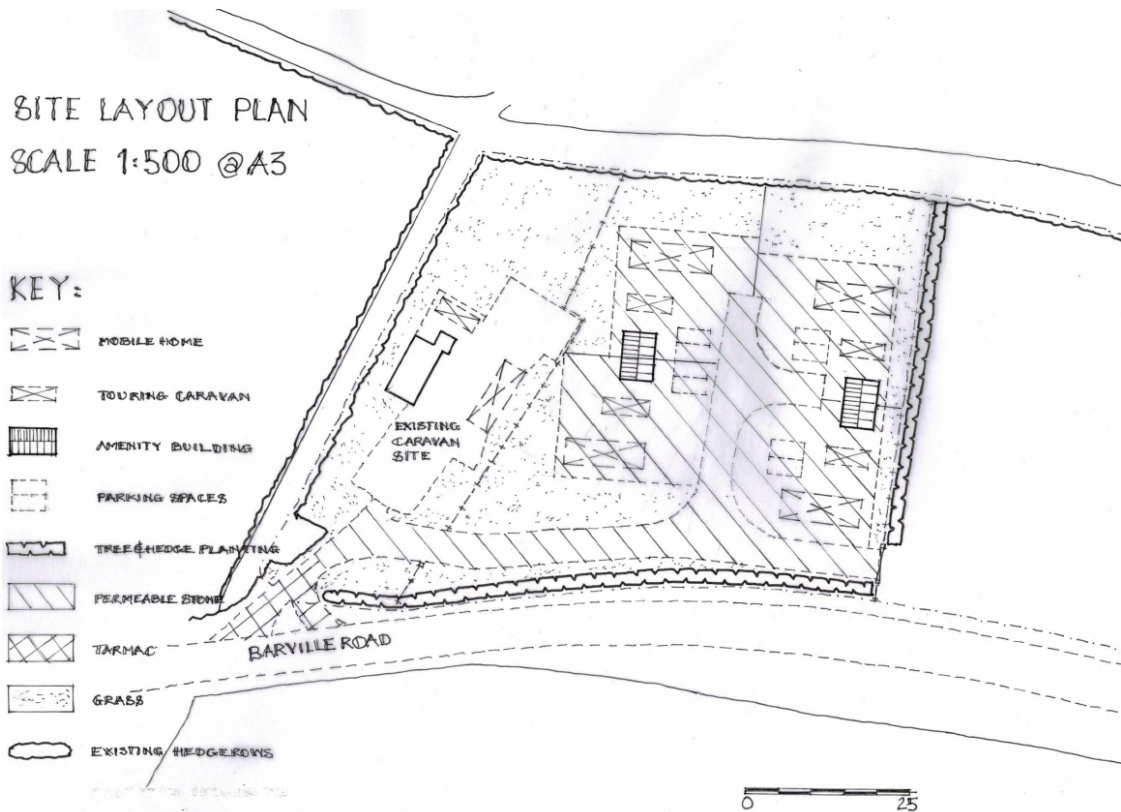 SITE LAYOUT PLAN
SCALE 1:500 @A3
KEY:
MOBILE HOME
TOURING CARAVAN
AMENITY BUILDING
PARKING SPACES
TREE & HEDGE PLANTING
PERMEABLE STONE
TARMAC
GRASS
EXISTING HEDGEROWS
EXISTING
CARAVAN
SITE
BARVILLE ROAD
0 25